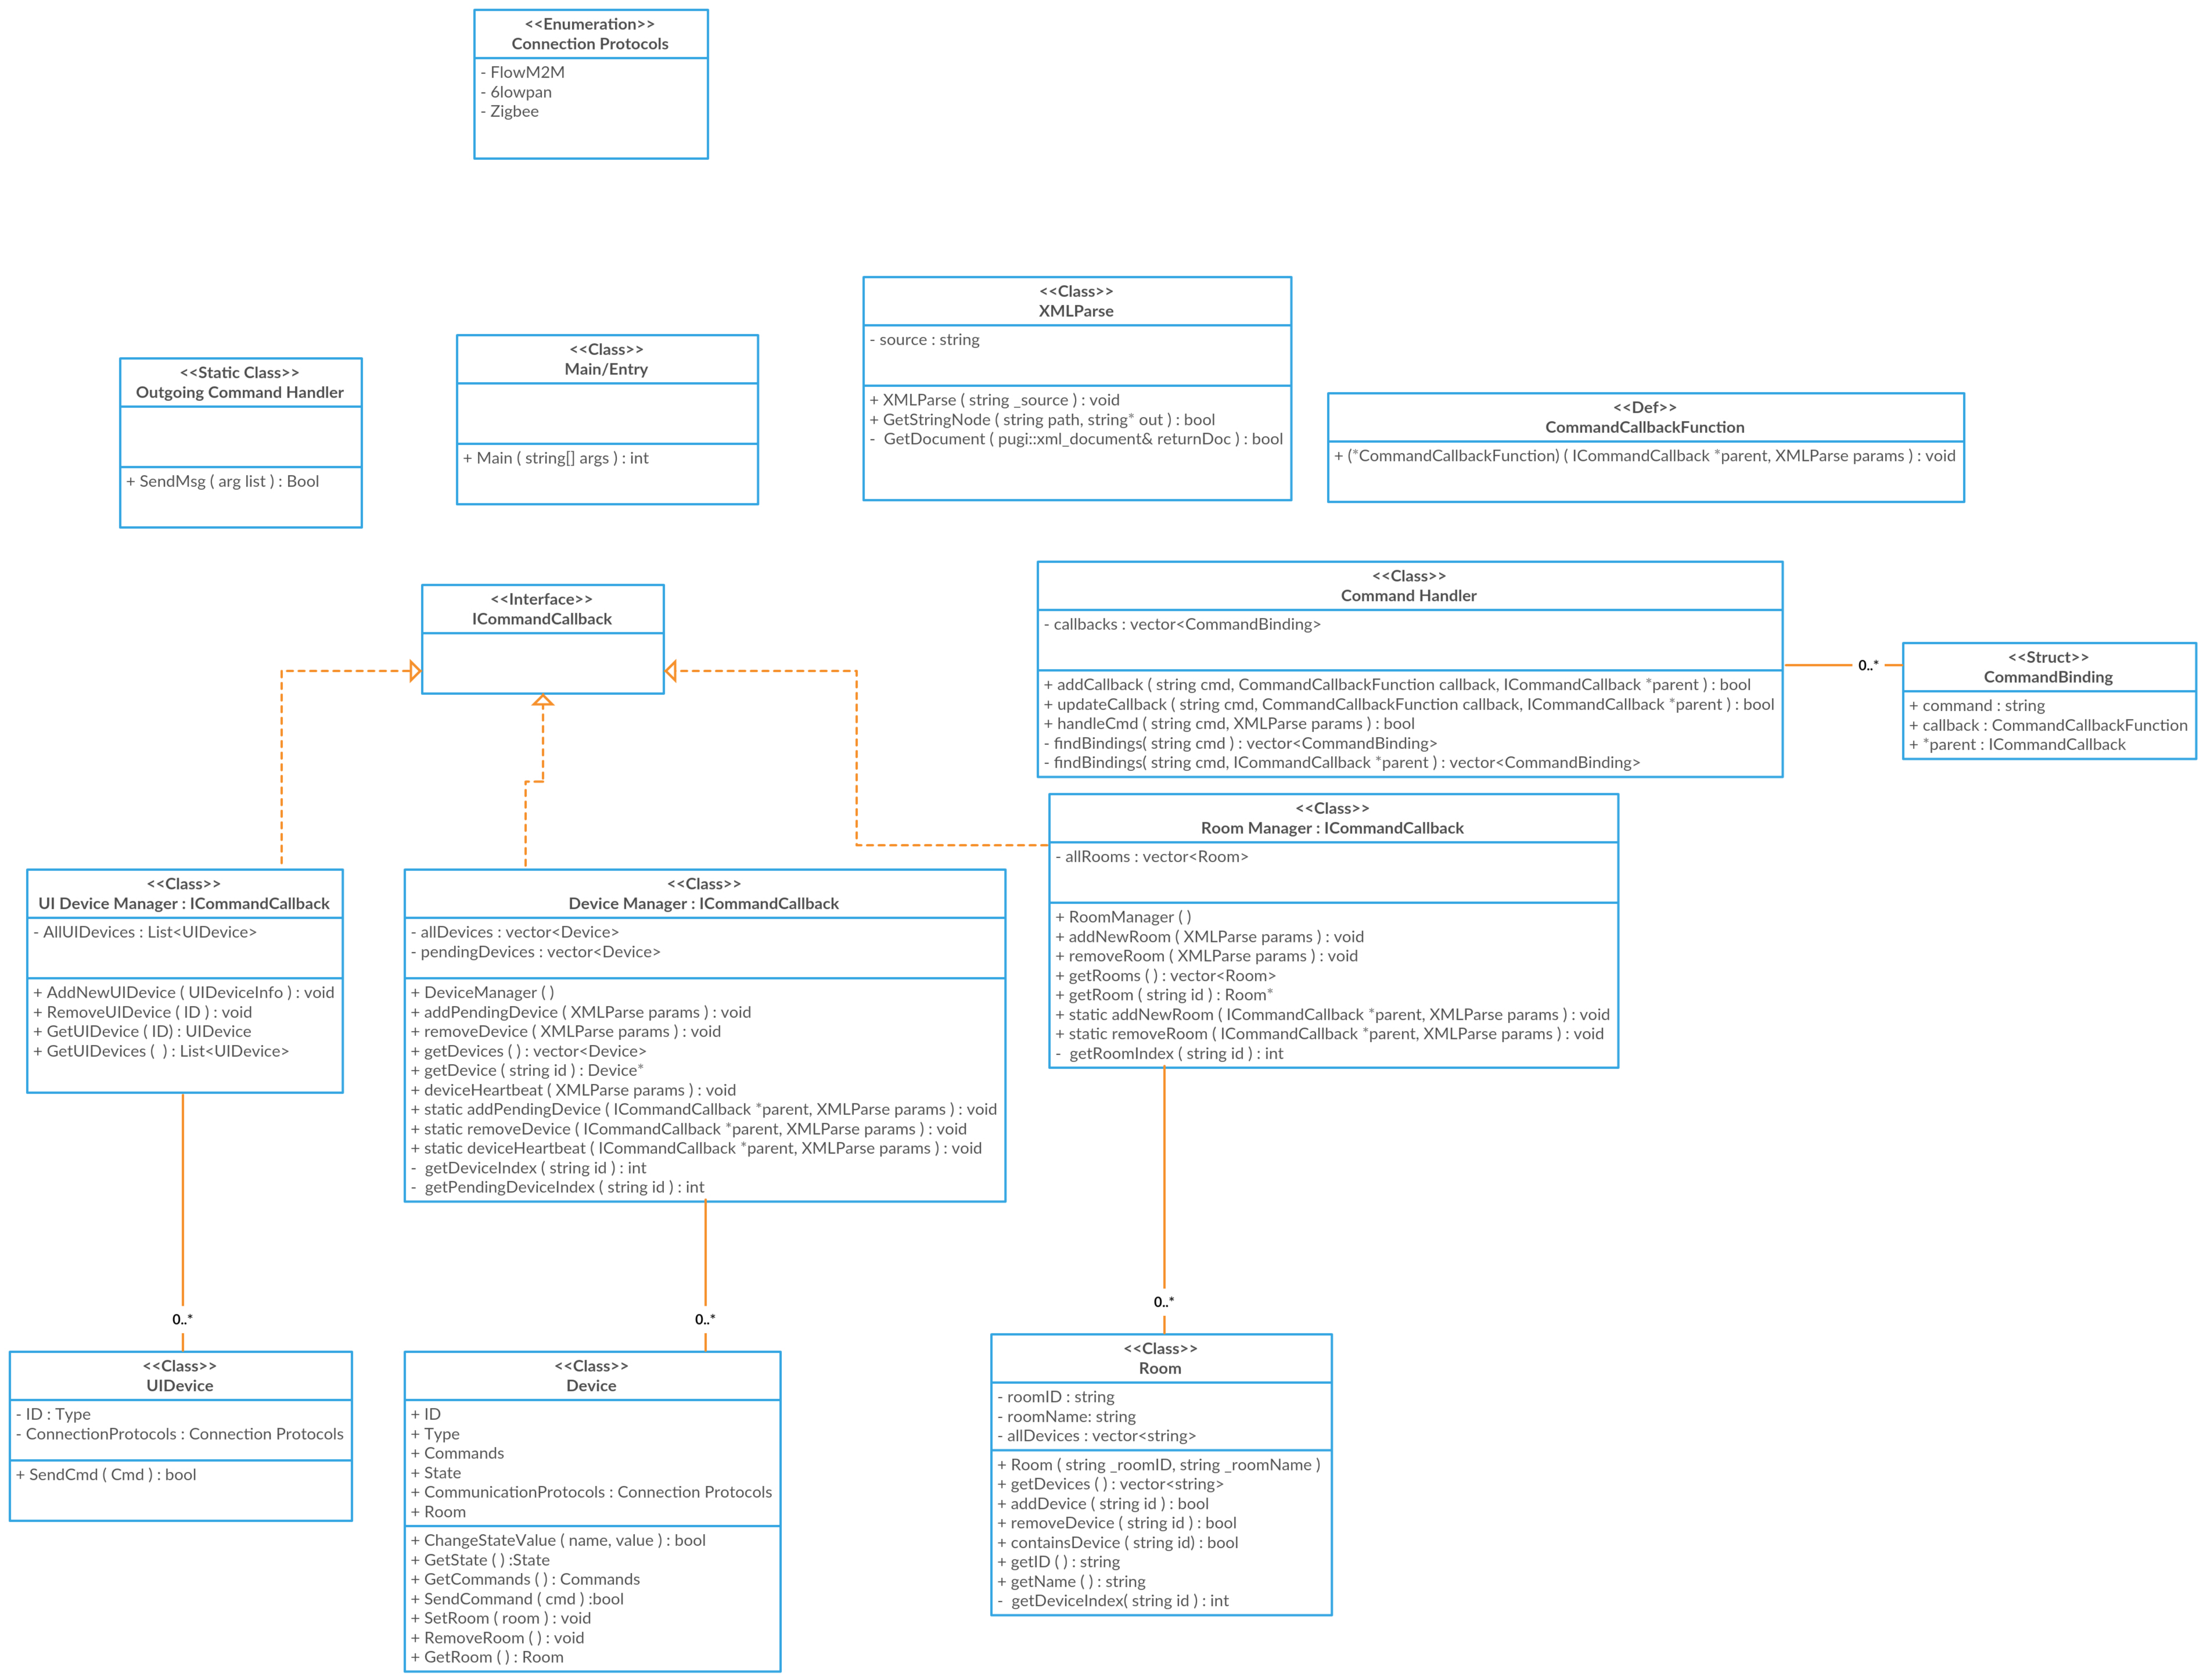 <<Enumeration>>
Connection Protocols
- FlowM2M
- 6lowpan
- Zigbee
<<Class>>
XMLParse
- source : string
+ XMLParse ( string _source ) : void
+ GetStringNode ( string path, string* out ) : bool
- GetDocument ( pugi::xml_document& returnDoc ) : bool
<<Class>>
Main/Entry
+ Main ( string[] args ) : int
<<Static Class>>
Outgoing Command Handler
+ SendMsg ( arg list ) : Bool
<<Def>>
CommandCallbackFunction
+ (*CommandCallbackFunction) ( ICommandCallback *parent, XMLParse params ) : void
<<Interface>>
ICommandCallback
<<Class>>
Command Handler
- callbacks : vector<CommandBinding>
+ addCallback ( string cmd, CommandCallbackFunction callback, ICommandCallback *parent ) : bool
+ updateCallback ( string cmd, CommandCallbackFunction callback, ICommandCallback *parent ) : bool
+ handleCmd ( string cmd, XMLParse params ) : bool
- findBindings( string cmd ) : vector<CommandBinding>
- findBindings( string cmd, ICommandCallback *parent ) : vector<CommandBinding>
0..*
<<Struct>>
CommandBinding
+ command : string
+ callback : CommandCallbackFunction
+ *parent : ICommandCallback
<<Class>>
Room Manager : ICommandCallback
- allRooms : vector<Room>
+ RoomManager ( )
+ addNewRoom ( XMLParse params ) : void
+ removeRoom ( XMLParse params ) : void
+ getRooms ( ) : vector<Room>
+ getRoom ( string id ) : Room*
+ static addNewRoom ( ICommandCallback *parent, XMLParse params ) : void
+ static removeRoom ( ICommandCallback *parent, XMLParse params ) : void
- getRoomIndex ( string id ) : int
<<Class>>
UI Device Manager : ICommandCallback
- AllUIDevices : List<UIDevice>
+ AddNewUIDevice ( UIDeviceInfo ) : void
+ RemoveUIDevice ( ID ) : void
+ GetUIDevice ( ID) : UIDevice
+ GetUIDevices ( ) : List<UIDevice>
<<Class>>
Device Manager : ICommandCallback
- allDevices : vector<Device>
- pendingDevices : vector<Device>
+ DeviceManager ( )
+ addPendingDevice ( XMLParse params ) : void
+ removeDevice ( XMLParse params ) : void
+ getDevices ( ) : vector<Device>
+ getDevice ( string id ) : Device*
+ deviceHeartbeat ( XMLParse params ) : void
+ static addPendingDevice ( ICommandCallback *parent, XMLParse params ) : void
+ static removeDevice ( ICommandCallback *parent, XMLParse params ) : void
+ static deviceHeartbeat ( ICommandCallback *parent, XMLParse params ) : void
- getDeviceIndex ( string id ) : int
- getPendingDeviceIndex ( string id ) : int
0..*
0..*
0..*
<<Class>>
UIDevice
- ID : Type
- ConnectionProtocols : Connection Protocols
+ SendCmd ( Cmd ) : bool
<<Class>>
Device
+ ID
+ Type
+ Commands
+ State
+ CommunicationProtocols : Connection Protocols
+ Room
+ ChangeStateValue ( name, value ) : bool
+ GetState ( ) :State
+ GetCommands ( ) : Commands
+ SendCommand ( cmd ) :bool
+ SetRoom ( room ) : void
+ RemoveRoom ( ) : void
+ GetRoom ( ) : Room
<<Class>>
Room
- roomID : string
- roomName: string
- allDevices : vector<string>
+ Room ( string _roomID, string _roomName )
+ getDevices ( ) : vector<string>
+ addDevice ( string id ) : bool
+ removeDevice ( string id ) : bool
+ containsDevice ( string id) : bool
+ getID ( ) : string
+ getName ( ) : string
- getDeviceIndex( string id ) : int